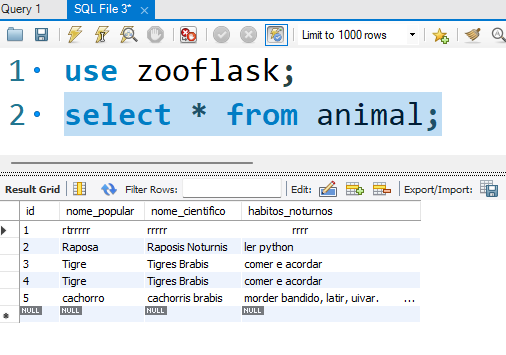 Query 1 SQL File 3*
Limit to 1000 rows
1 use zooflask;
2 select * from animal;
Result Grid Filter Rows: Edit: Export/Import:
id nome_popular nome_cientifico habitos_noturnos
1 rtrrrrr rrrrr rrrr
2 Raposa Raposis Noturnis ler python
3 Tigre Tigres Brabis comer e acordar
4 Tigre Tigres Brabis comer e acordar
5 cachorro cachorris brabis morder bandido, latir, uivar. ...
NULL NULL NULL NULL